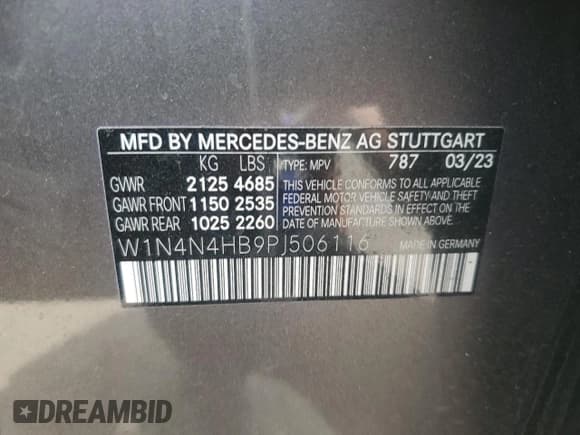 MFD BY MERCEDES-BENZ AG STUTTGART
KG LBS TYPE: MPV 787 03/23
GVWR 2125 4685
GAWR FRONT 1150 2535
GAWR REAR 1025 2260
THIS VEHICLE CONFORMS TO ALL APPLICABLE U.S.
FEDERAL MOTOR VEHICLE SAFETY, BUMPER AND
THEFT PREVENTION STANDARDS IN EFFECT ON THE
DATE OF MANUFACTURE SHOWN ABOVE.
W1N4N4HB9PJ506116 MADE IN GERMANY
DREAMBID